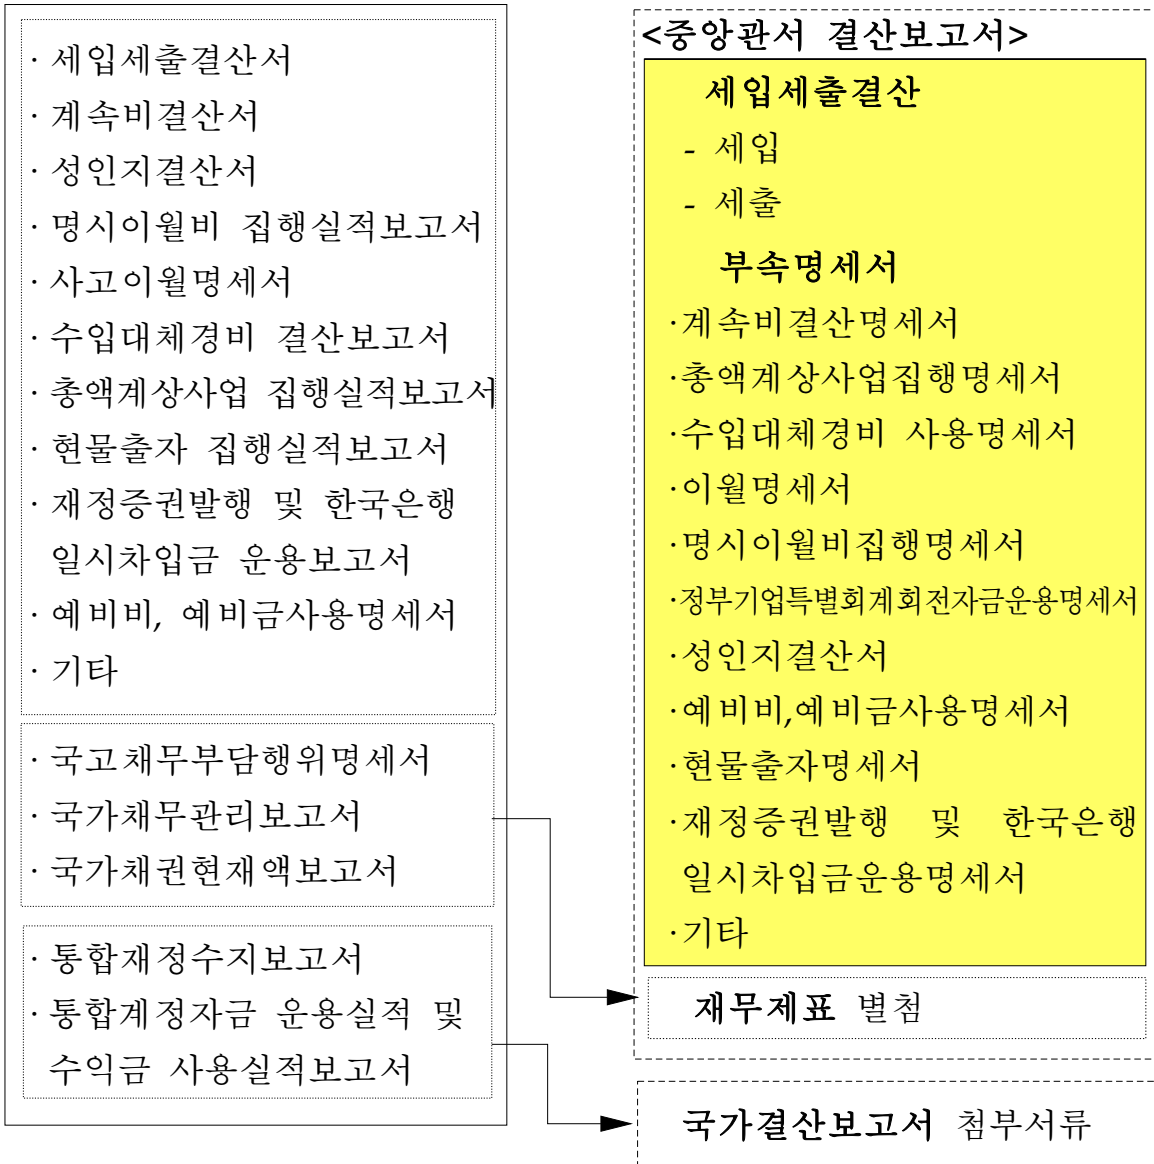 · 세입세출결산서
· 계속비결산서
· 성인지결산서
· 명시이월비 집행실적보고서
· 사고이월명세서
· 수입대체경비 결산보고서
· 총액계상사업 집행실적보고서
· 현물출자 집행실적보고서
· 재정증권발행 및 한국은행
일시차입금 운용보고서
· 예비비, 예비금사용명세서
· 기타
· 국고채무부담행위명세서
· 국가채무관리보고서
· 국가채권현재액보고서
· 통합재정수지보고서
· 통합계정자금 운용실적 및
수익금 사용실적보고서
<중앙관서 결산보고서>
세입세출결산
- 세입
- 세출
부속명세서
·계속비결산명세서
·총액계상사업집행명세서
·수입대체경비 사용명세서
·이월명세서
·명시이월비집행명세서
·정부기업특별회계회전자금운용명세서
·성인지결산서
·예비비,예비금사용명세서
·현물출자명세서
·재정증권발행 및 한국은행
일시차입금운용명세서
·기타
재무제표 별첨
국가결산보고서 첨부서류